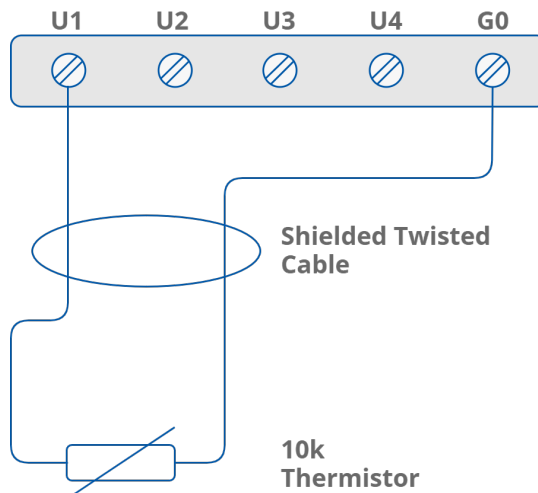 U1 U2 U3 U4 G0
Shielded Twisted
Cable
10k
Thermistor